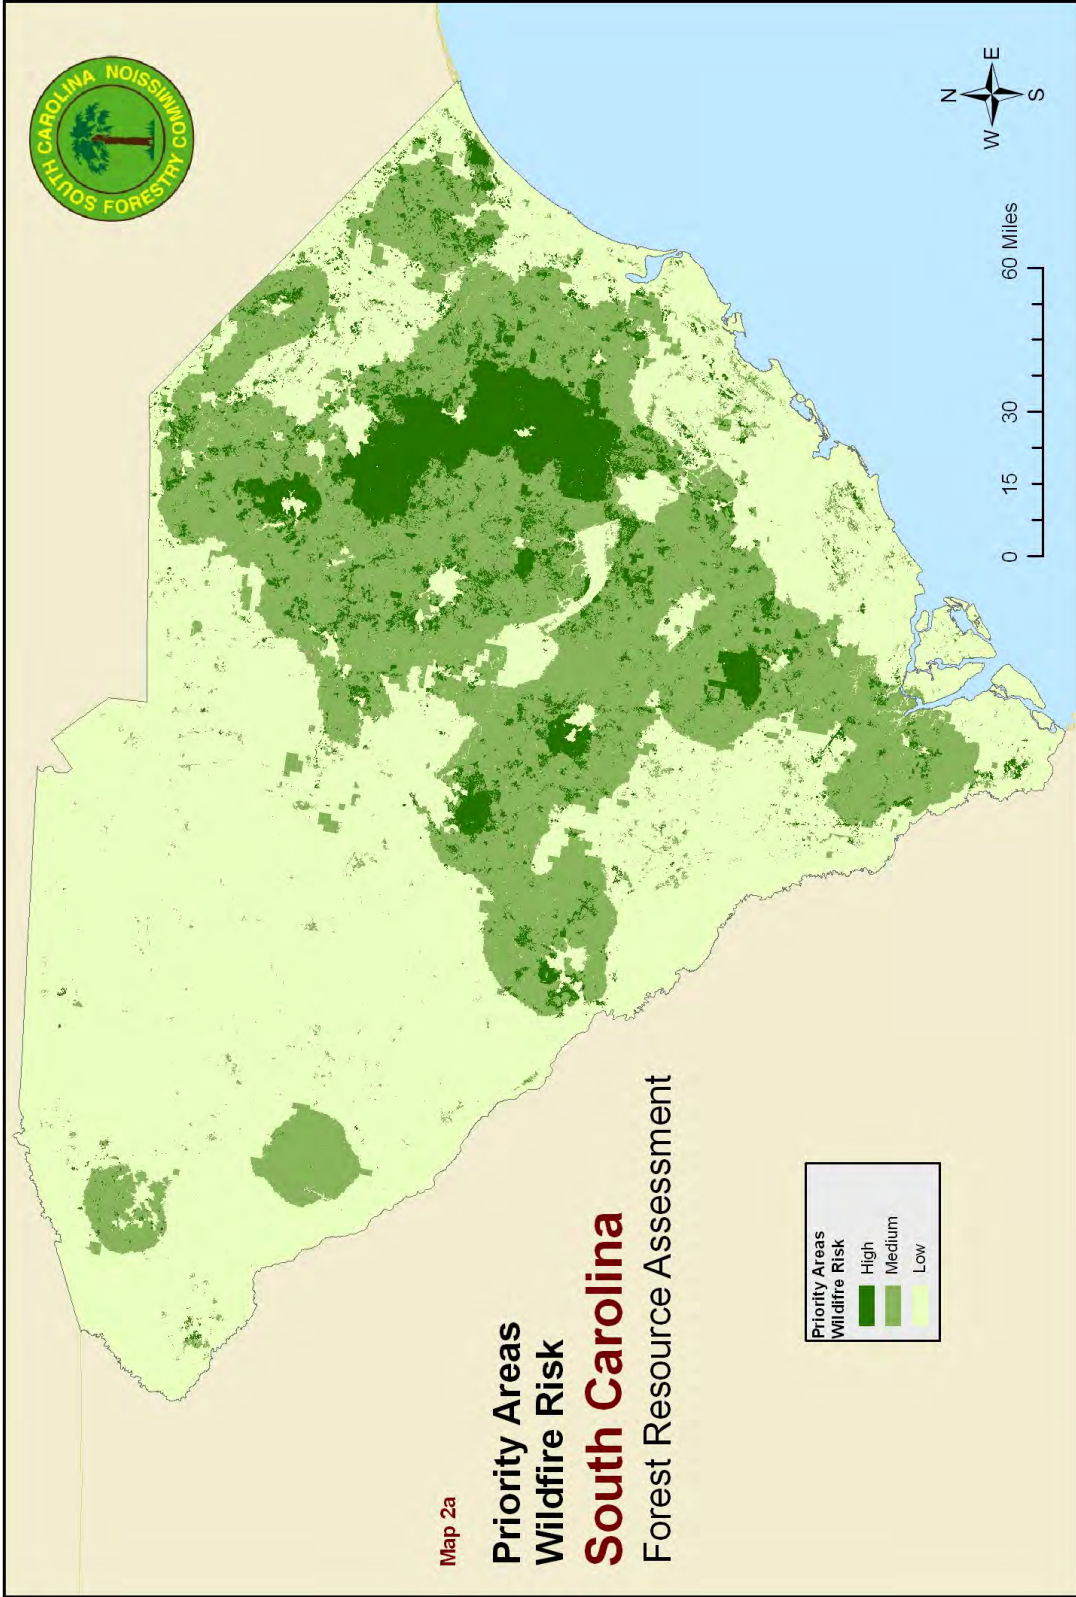 SOUTH CAROLINA
FORESTRY COMMISSION
Map 2a
Priority Areas
Wildfire Risk
South Carolina
Forest Resource Assessment
Priority Areas
Wildifre Risk
High
Medium
Low
0 15 30 60 Miles
N
W E
S